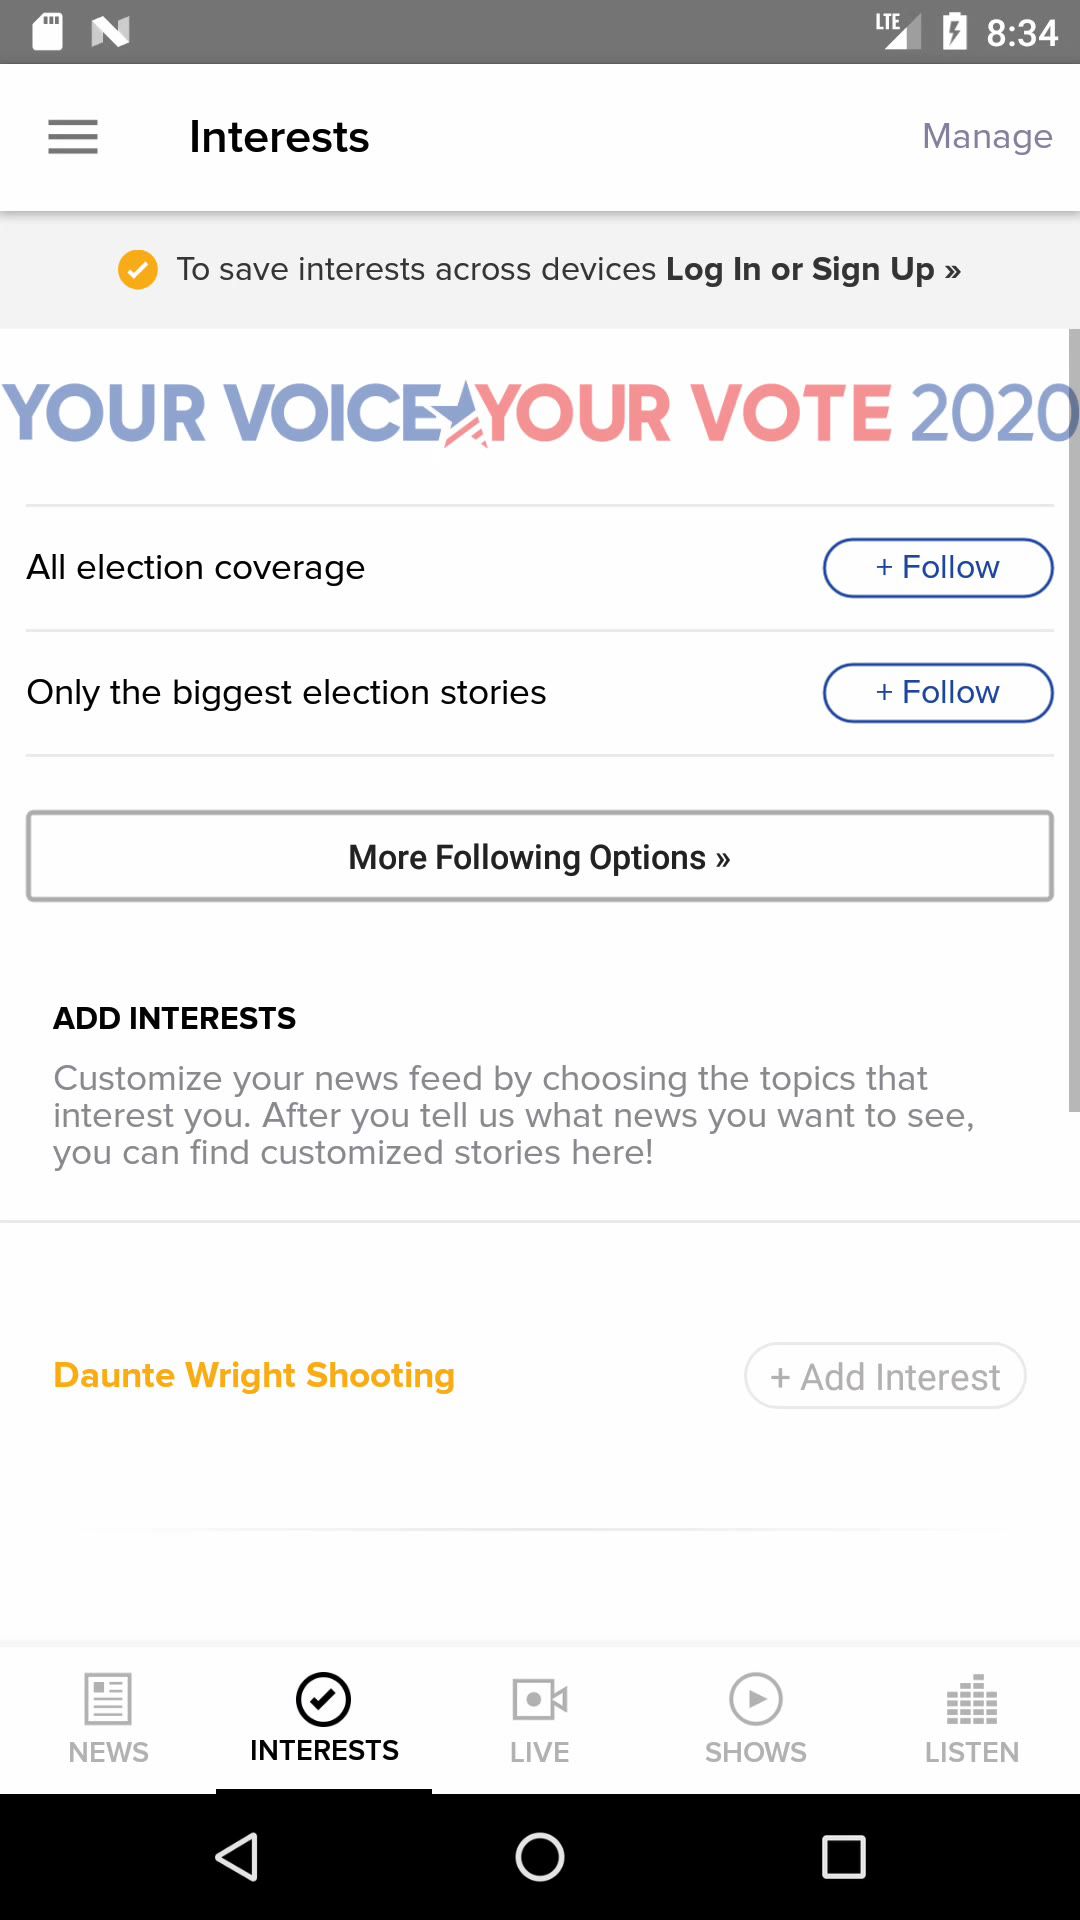 LTE 8:34
Interests Manage
To save interests across devices Log In or Sign Up »
YOUR VOICE YOUR VOTE 2020
All election coverage + Follow
Only the biggest election stories + Follow
More Following Options »
ADD INTERESTS
Customize your news feed by choosing the topics that
interest you. After you tell us what news you want to see,
you can find customized stories here!
Daunte Wright Shooting + Add Interest
NEWS INTERESTS LIVE SHOWS LISTEN